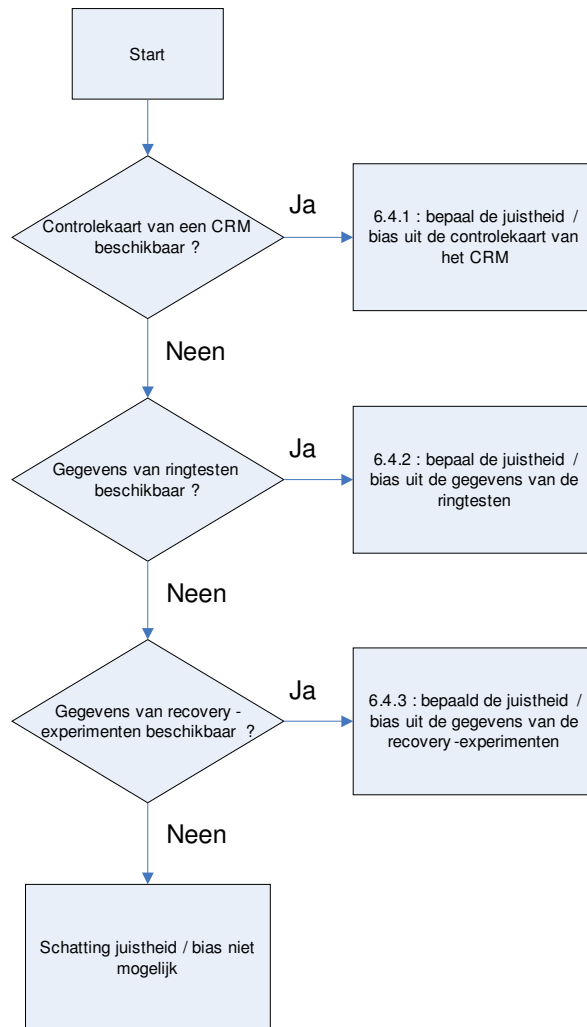 Start
Controlekaart van een CRM
beschikbaar ?
Ja
6.4.1 : bepaal de juistheid /
bias uit de controlekaart van
het CRM
Neen
Gegevens van ringtesten
beschikbaar ?
Ja
6.4.2 : bepaal de juistheid /
bias uit de gegevens van de
ringtesten
Neen
Gegevens van recovery -
experimenten beschikbaar ?
Ja
6.4.3 : bepaald de juistheid /
bias uit de gegevens van de
recovery -experimenten
Neen
Schatting juistheid / bias niet
mogelijk